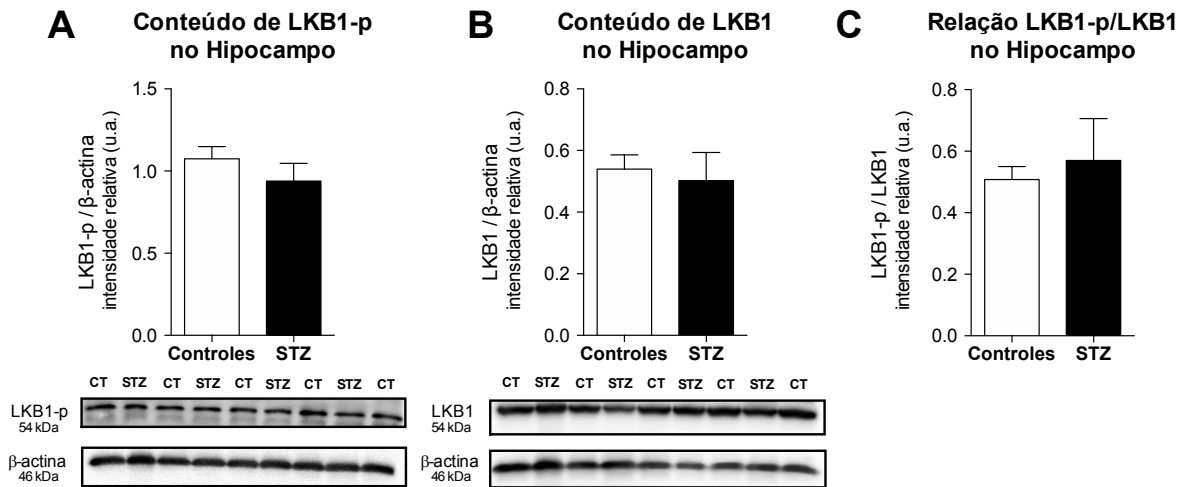 A
Conteúdo de LKB1-p
no Hipocampo
LKB1-p / β-actina
intensidade relativa (u.a.)
1.5
1.0
0.5
0.0
Controles STZ
CT STZ CT STZ CT STZ CT STZ CT
LKB1-p
54 kDa
β-actina
46 kDa
B
Conteúdo de LKB1
no Hipocampo
LKB1 / β-actina
intensidade relativa (u.a.)
0.8
0.6
0.4
0.2
0.0
Controles STZ
CT STZ CT STZ CT STZ CT STZ CT
LKB1
54 kDa
β-actina
46 kDa
C
Relação LKB1-p/LKB1
no Hipocampo
LKB1-p / LKB1
intensidade relativa (u.a.)
0.8
0.6
0.4
0.2
0.0
Controles STZ